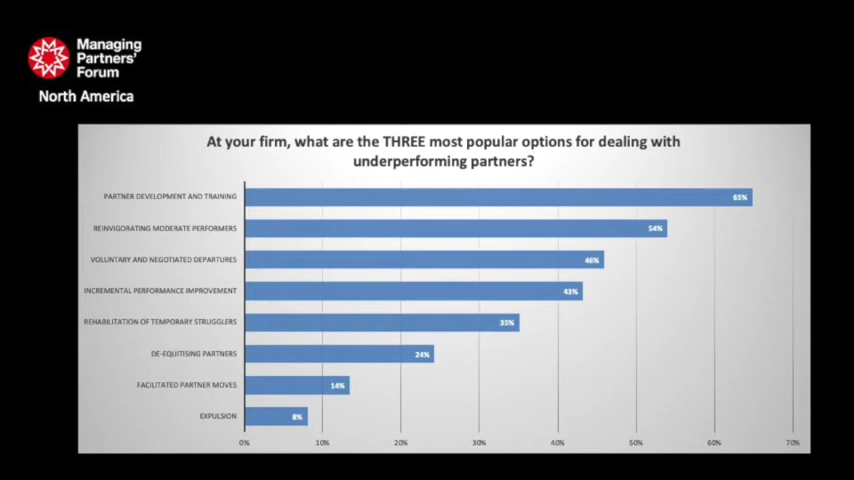 Managing
Partners'
Forum
North America
At your firm, what are the THREE most popular options for dealing with
underperforming partners?
PARTNER DEVELOPMENT AND TRAINING 65%
REINVIGORATING MODERATE PERFORMERS 54%
VOLUNTARY AND NEGOTIATED DEPARTURES 46%
INCREMENTAL PERFORMANCE IMPROVEMENT 43%
REHABILITATION OF TEMPORARY STRUGGLERS 35%
DE-EQUITISING PARTNERS 24%
FACILITATED PARTNER MOVES 14%
EXPULSION 8%
0% 10% 20% 30% 40% 50% 60% 70%